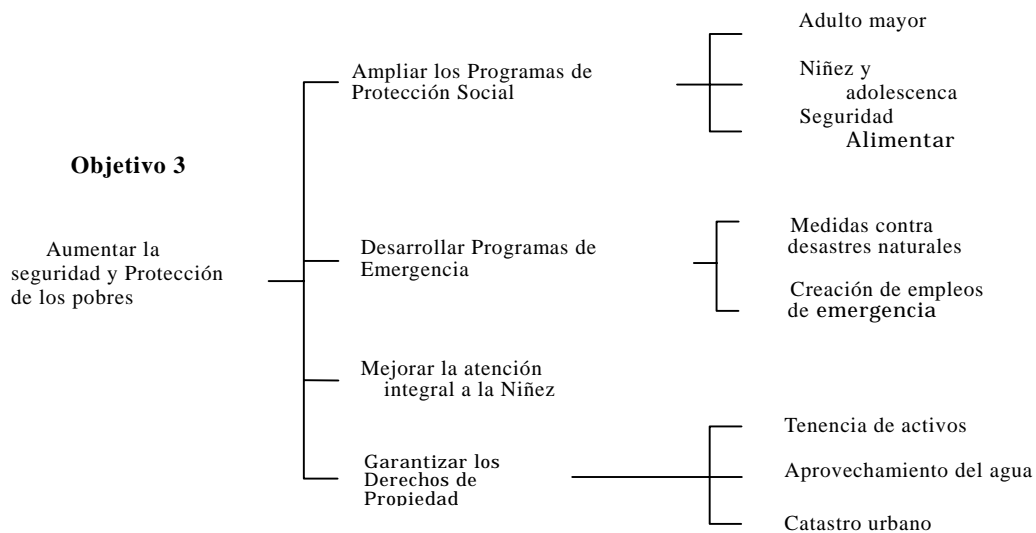 Objetivo 3
Aumentar la
seguridad y Protección
de los pobres
Ampliar los Programas de
Protección Social
Adulto mayor
Niñez y
adolescenca
Seguridad
Alimentar
Desarrollar Programas de
Emergencia
Medidas contra
desastres naturales
Creación de empleos
de emergencia
Mejorar la atención
integral a la Niñez
Garantizar los
Derechos de
Propiedad
Tenencia de activos
Aprovechamiento del agua
Catastro urbano